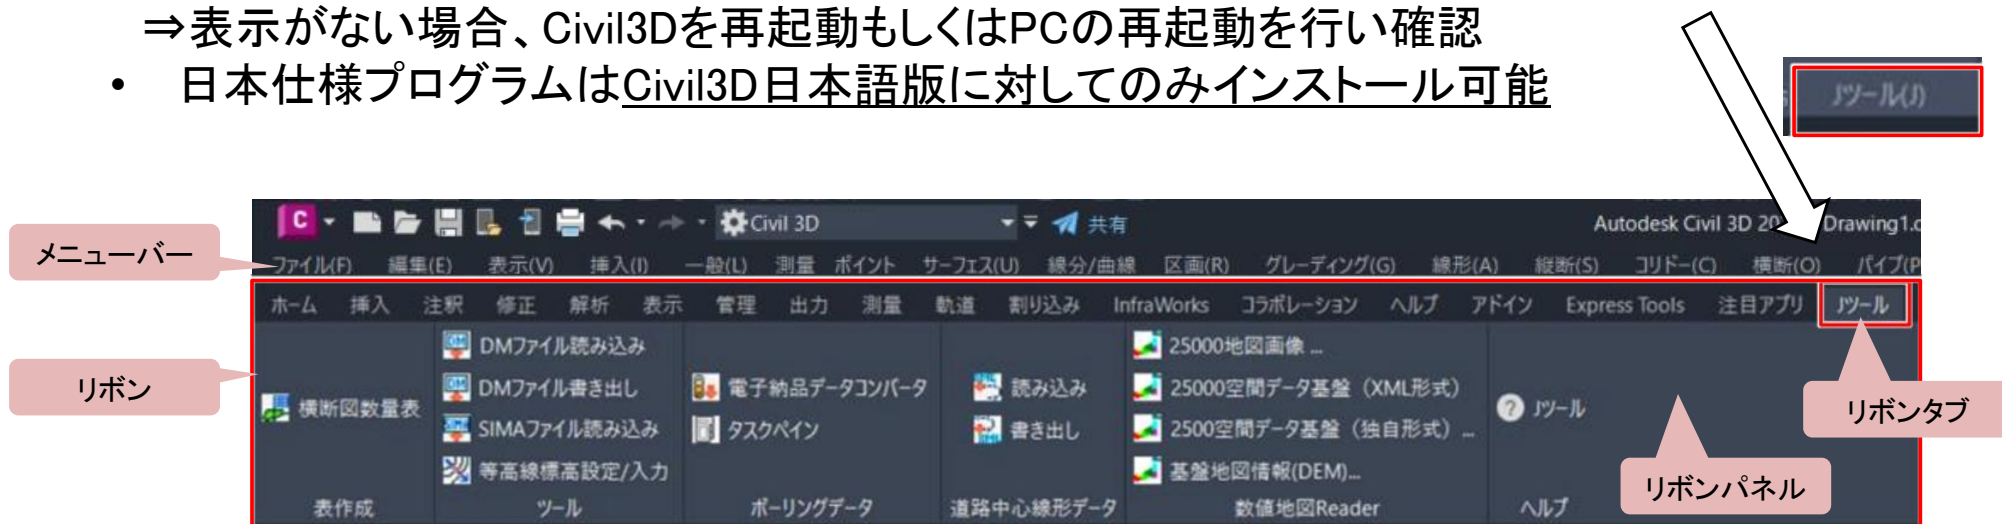 ⇒表示がない場合、Civil3Dを再起動もしくはPCの再起動を行い確認
• 日本仕様プログラムはCivil3D日本語版に対してのみインストール可能
Jツール(J)
C Civil 3D 共有 Autodesk Civil 3D 20 Drawing1.
メニューバー
ファイル(F) 編集(E) 表示(V) 挿入(I) 一般(L) 測量 ポイント サーフェス(U) 線分/曲線 区画(R) グレーディング(G) 線形(A) 縦断(S) コリドー(C) 横断(O) パイプ(P
ホーム 挿入 注釈 修正 解析 表示 管理 出力 測量 軌道 割り込み InfraWorks コラボレーション ヘルプ アドイン Express Tools 注目アプリ Jツール
リボン
横断図数量表
DMファイル読み込み
DMファイル書き出し
SIMAファイル読み込み
等高線標高設定/入力
電子納品データコンバータ
タスクペイン
読み込み
書き出し
25000地図画像 ...
25000空間データ基盤（XML形式）
2500空間データ基盤（独自形式）...
基盤地図情報(DEM)...
? Jツール
リボンタブ
リボンパネル
表作成 ツール ボーリングデータ 道路中心線形データ 数値地図Reader ヘルプ